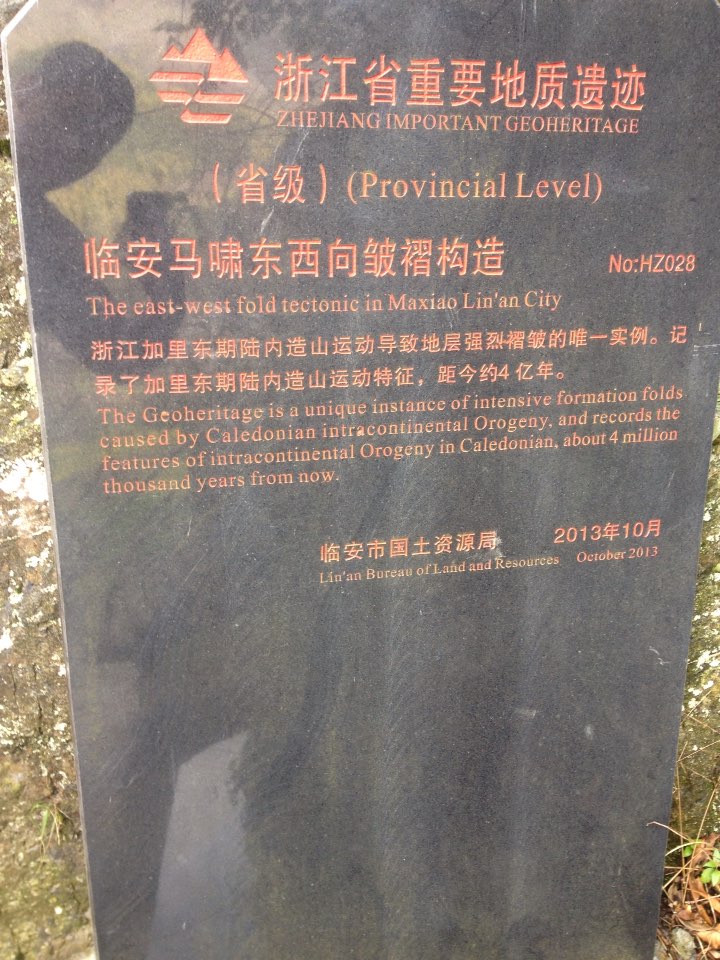 浙江省重要地质遗迹
ZHEJIANG IMPORTANT GEOHERITAGE
（省级）(Provincial Level)
临安马啸东西向皱褶构造 No:HZ028
The east-west fold tectonic in Maxiao Lin'an City
浙江加里东期陆内造山运动导致地层强烈褶皱的唯一实例。记
录了加里东期陆内造山运动特征，距今约4亿年。
The Geoheritage is a unique instance of intensive formation folds
caused by Caledonian intracontinental Orogeny, and records the
features of intracontinental Orogeny in Caledonian, about 4 million
thousand years from now.
临安市国土资源局 2013年10月
Lin'an Bureau of Land and Resources October 2013